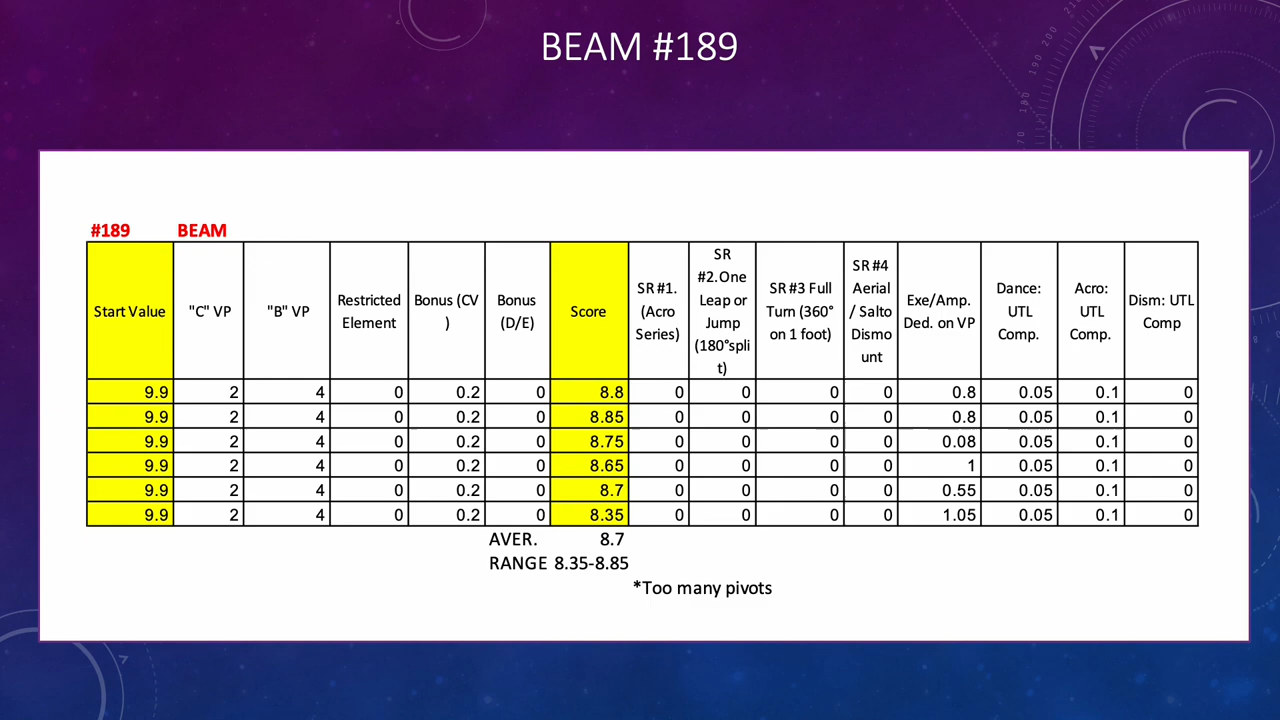 BEAM #189
#189 BEAM
Start Value "C" VP "B" VP Restricted Element Bonus (CV ) Bonus (D/E) Score SR #1. (Acro Series) SR #2.One Leap or Jump (180°spli t) SR #3 Full Turn (360° on 1 foot) SR #4 Aerial / Salto Dismo unt Exe/Amp. Ded. on VP Dance: UTL Comp. Acro: UTL Comp. Dism: UTL Comp
9.9 2 4 0 0.2 0 8.8 0 0 0 0 0.8 0.05 0.1 0
9.9 2 4 0 0.2 0 8.85 0 0 0 0 0.8 0.05 0.1 0
9.9 2 4 0 0.2 0 8.75 0 0 0 0 0.08 0.05 0.1 0
9.9 2 4 0 0.2 0 8.65 0 0 0 0 1 0.05 0.1 0
9.9 2 4 0 0.2 0 8.7 0 0 0 0 0.55 0.05 0.1 0
9.9 2 4 0 0.2 0 8.35 0 0 0 0 1.05 0.05 0.1 0
AVER. 8.7
RANGE 8.35-8.85
*Too many pivots